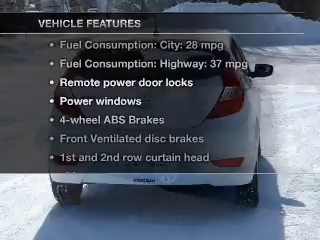 VEHICLE FEATURES
• Fuel Consumption: City: 28 mpg
• Fuel Consumption: Highway: 37 mpg
• Remote power door locks
• Power windows
• 4-wheel ABS Brakes
• Front Ventilated disc brakes
• 1st and 2nd row curtain head